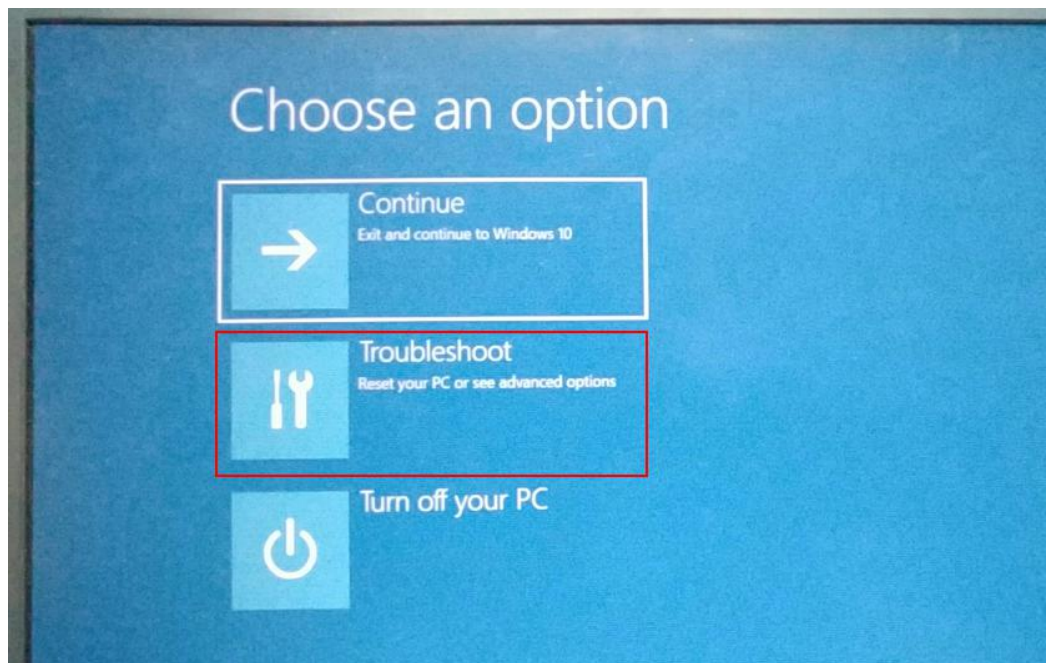 Choose an option
Continue
Exit and continue to Windows 10
Troubleshoot
Reset your PC or see advanced options
Turn off your PC